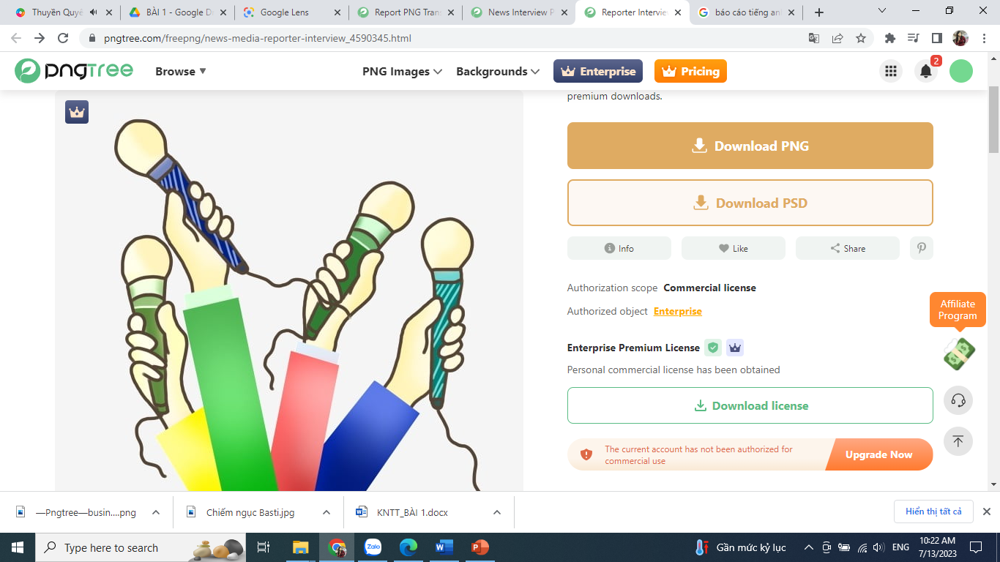 Thuyền Quyê
BÀI 1 - Google D
Google Lens
Report PNG Tran
News Interview P
Reporter Intervie
báo cáo tiếng anh
pngtree.com/freepng/news-media-reporter-interview_4590345.html
pngtree
Browse
PNG Images
Backgrounds
Enterprise
Pricing
2
premium downloads.
Download PNG
Download PSD
Info
Like
Share
Authorization scope Commercial license
Authorized object Enterprise
Affiliate
Program
Enterprise Premium License
Personal commercial license has been obtained
Download license
The current account has not been authorized for
commercial use
Upgrade Now
—Pngtree—busin....png
Chiếm ngục Basti.jpg
KNTT_BÀI 1.docx
Hiển thị tất cả
Type here to search
Zalo
Gần mức kỷ lục
ENG
10:22 AM
7/13/2023